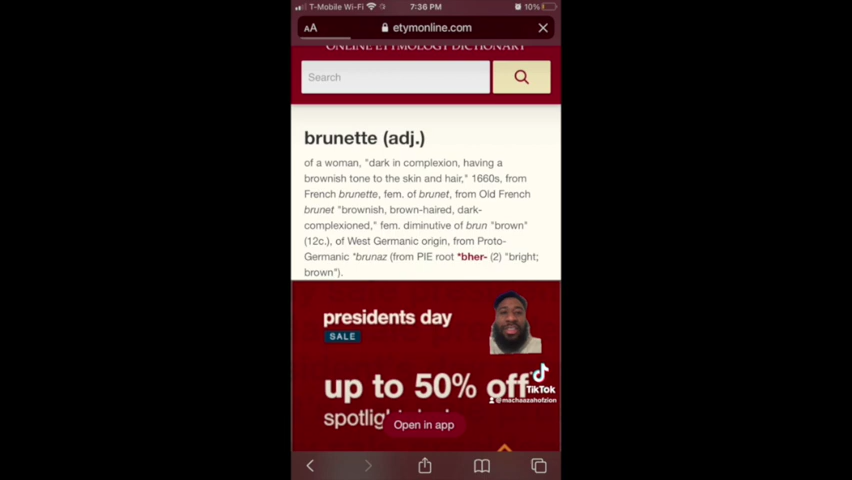 T-Mobile Wi-Fi 7:36 PM 10%
AA etymonline.com
ONLINE ETYMOLOGY DICTIONARY
Search
brunette (adj.)
of a woman, "dark in complexion, having a
brownish tone to the skin and hair," 1660s, from
French brunette, fem. of brunet, from Old French
brunet "brownish, brown-haired, dark-
complexioned," fem. diminutive of brun "brown"
(12c.), of West Germanic origin, from Proto-
Germanic *brunaz (from PIE root *bher- (2) "bright;
brown").
presidents day
SALE
up to 50% off
TikTok
@machaazahofzion
Open in app